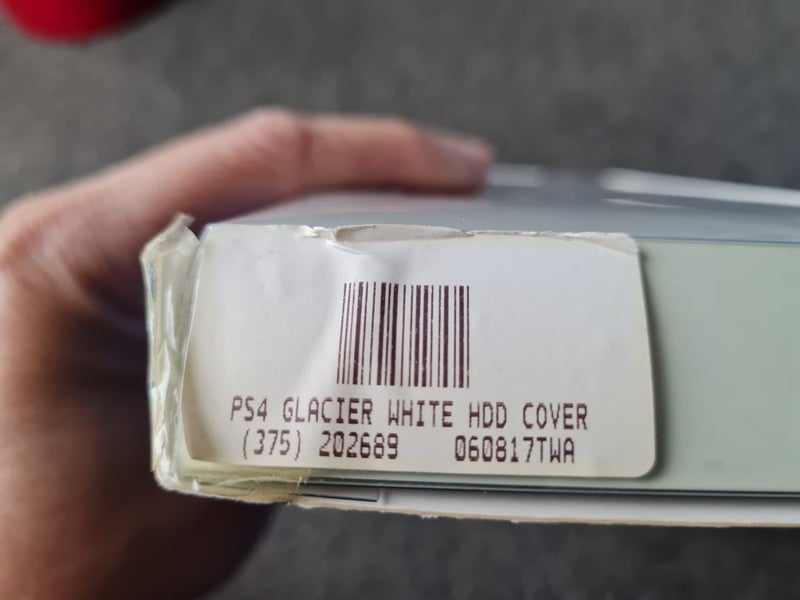 PS4 GLACIER WHITE HDD COVER
(375) 202689 060817TWA